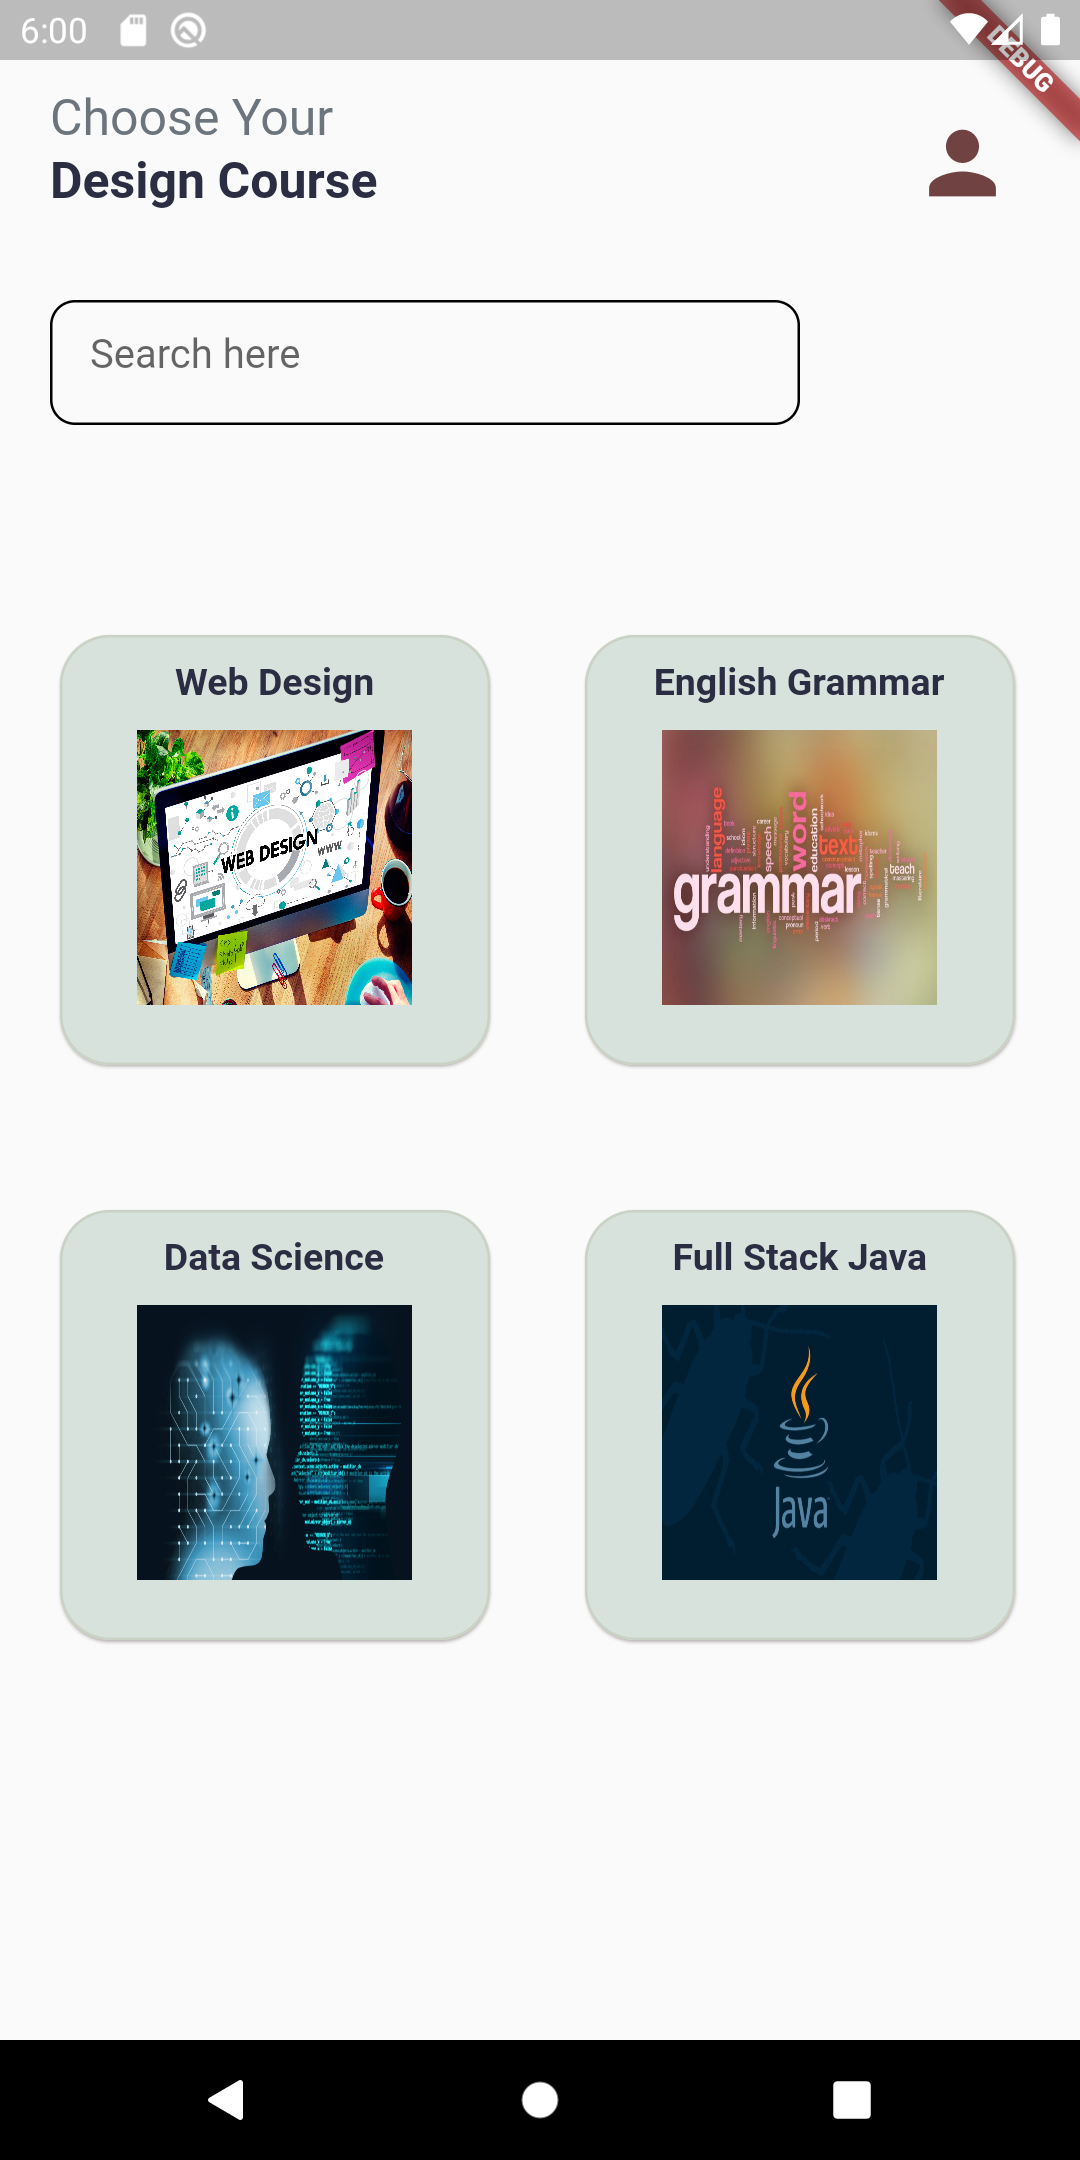 6:00
DEBUG
Choose Your
Design Course
Search here
Web Design
English Grammar
WEB DESIGN
WWW
language
word
education
speech
text
teach
grammar
Data Science
Full Stack Java
Java